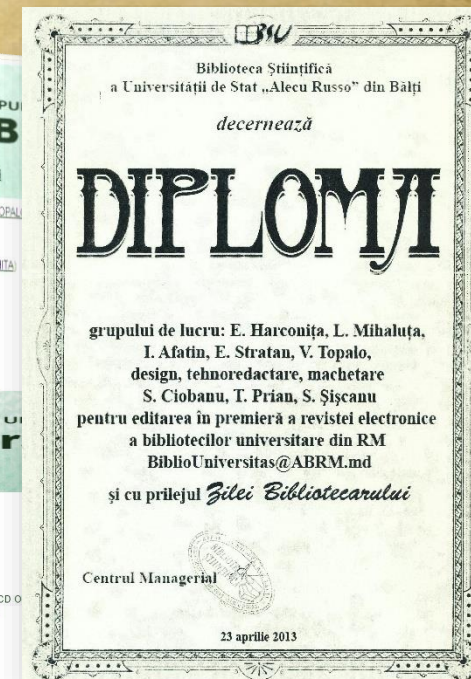 BȘU
Biblioteca Științifică
a Universității de Stat „Alecu Russo” din Bălți
decernează
DIPLOMA
grupului de lucru: E. Harconița, L. Mihaluța,
I. Afatin, E. Stratan, V. Topalo,
design, tehnoredactare, machetare
S. Ciobanu, T. Prian, S. Șișcanu
pentru editarea în premieră a revistei electronice
a bibliotecilor universitare din RM
BiblioUniversitas@ABRM.md
și cu prilejul Zilei Bibliotecarului
Centrul Managerial
23 aprilie 2013